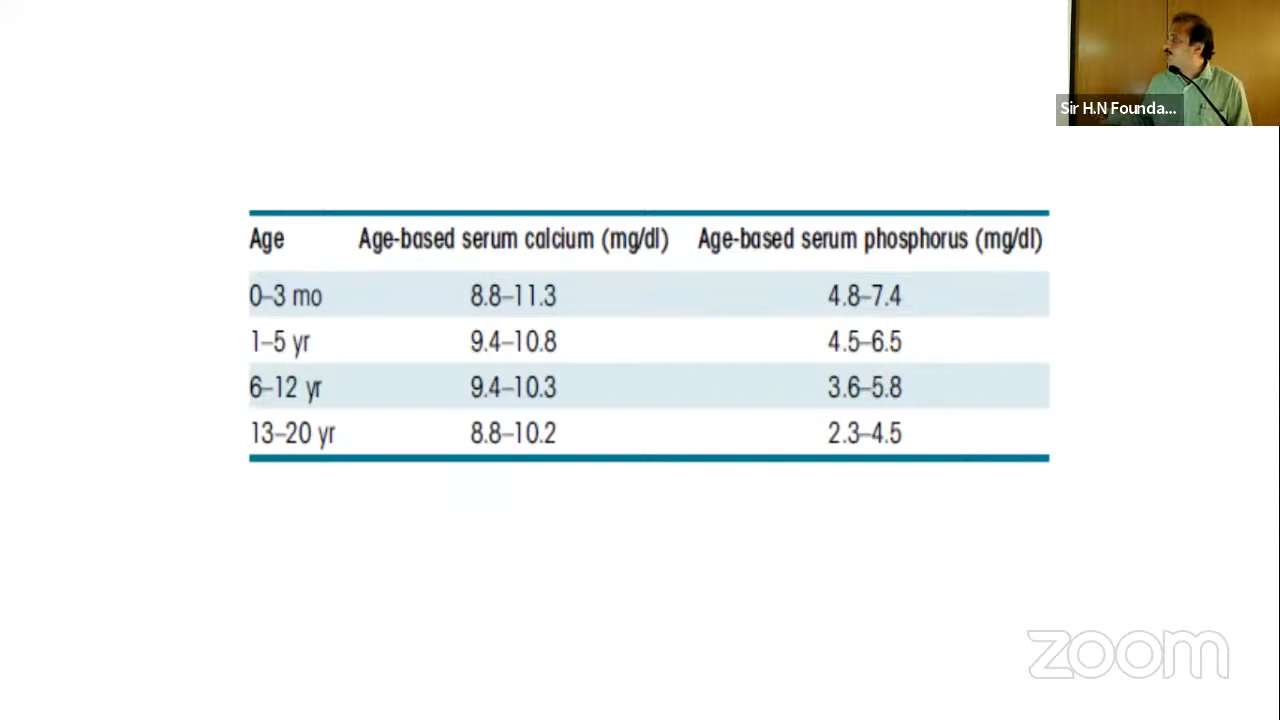 Sir H.N Founda...
Age Age-based serum calcium (mg/dl) Age-based serum phosphorus (mg/dl)
0–3 mo 8.8–11.3 4.8–7.4
1–5 yr 9.4–10.8 4.5–6.5
6–12 yr 9.4–10.3 3.6–5.8
13–20 yr 8.8–10.2 2.3–4.5
zoom